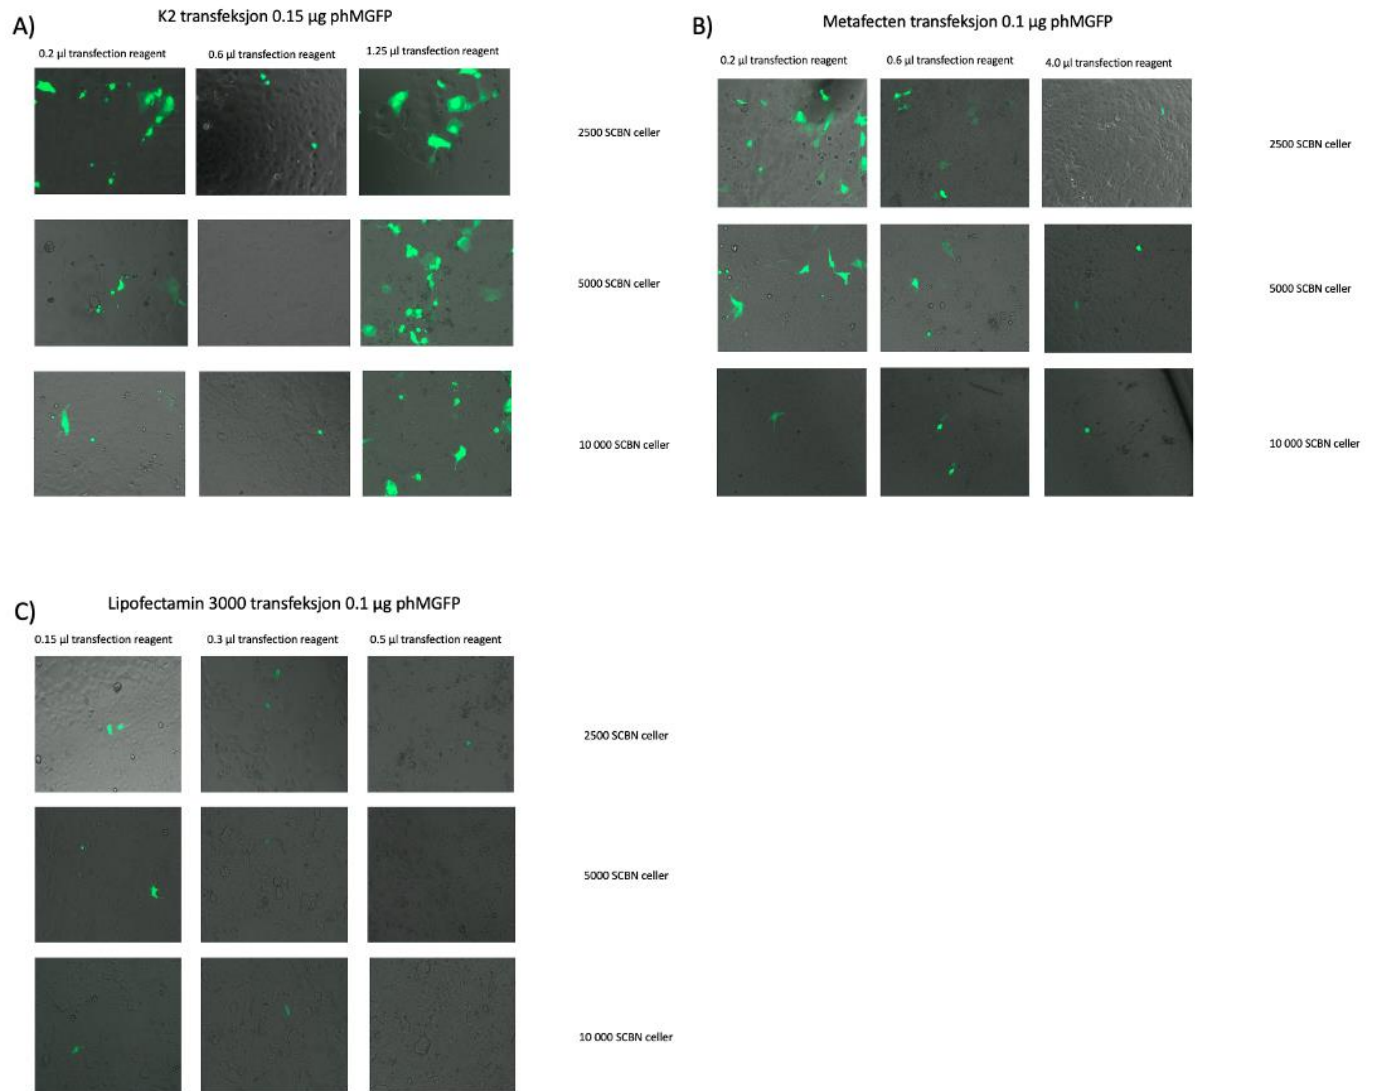 A)
K2 transfeksjon 0.15 µg phMGFP
0.2 µl transfection reagent
0.6 µl transfection reagent
1.25 µl transfection reagent
2500 SCBN celler
5000 SCBN celler
10 000 SCBN celler
B)
Metafecten transfeksjon 0.1 µg phMGFP
0.2 µl transfection reagent
0.6 µl transfection reagent
4.0 µl transfection reagent
2500 SCBN celler
5000 SCBN celler
10 000 SCBN celler
C)
Lipofectamin 3000 transfeksjon 0.1 µg phMGFP
0.15 µl transfection reagent
0.3 µl transfection reagent
0.5 µl transfection reagent
2500 SCBN celler
5000 SCBN celler
10 000 SCBN celler